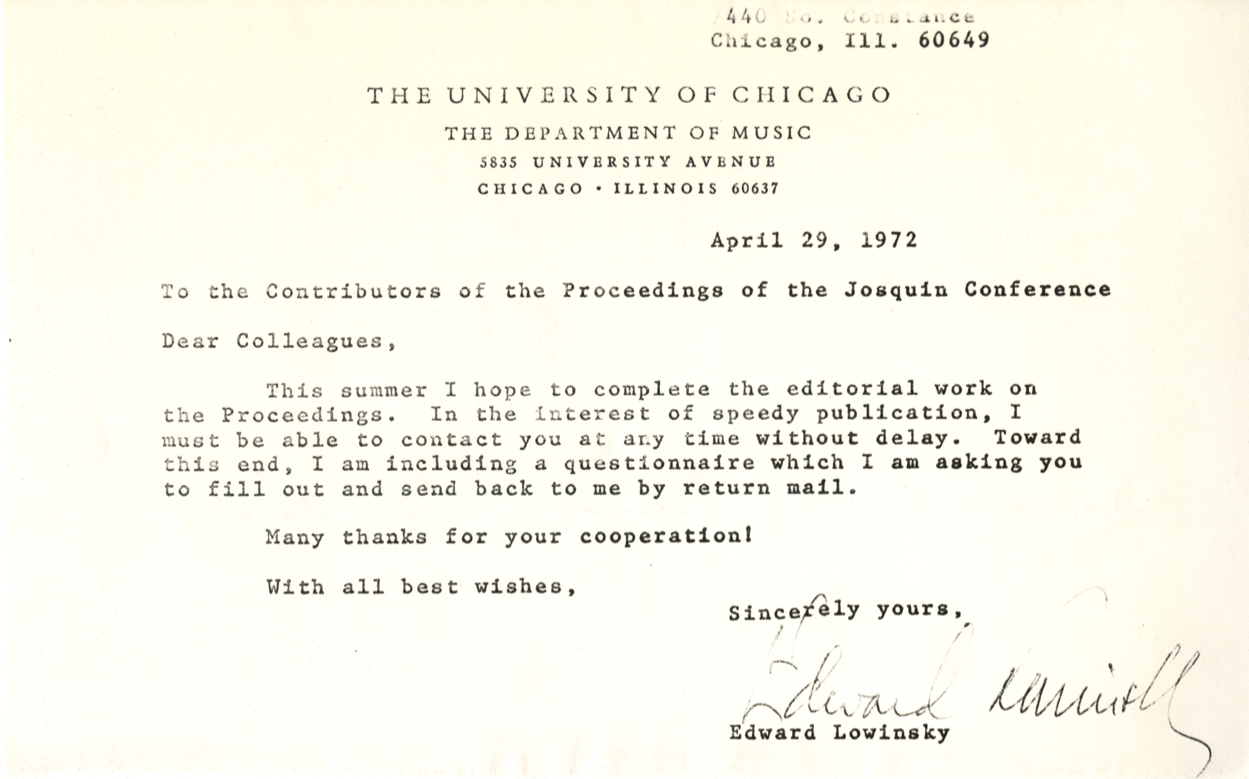 7440 So. Constance
Chicago, Ill. 60649
THE UNIVERSITY OF CHICAGO
THE DEPARTMENT OF MUSIC
5835 UNIVERSITY AVENUE
CHICAGO · ILLINOIS 60637
April 29, 1972
To the Contributors of the Proceedings of the Josquin Conference
Dear Colleagues,
This summer I hope to complete the editorial work on
the Proceedings. In the interest of speedy publication, I
must be able to contact you at any time without delay. Toward
this end, I am including a questionnaire which I am asking you
to fill out and send back to me by return mail.
Many thanks for your cooperation!
With all best wishes,
Sincerely yours,
Edward Lowinsky
Edward Lowinsky